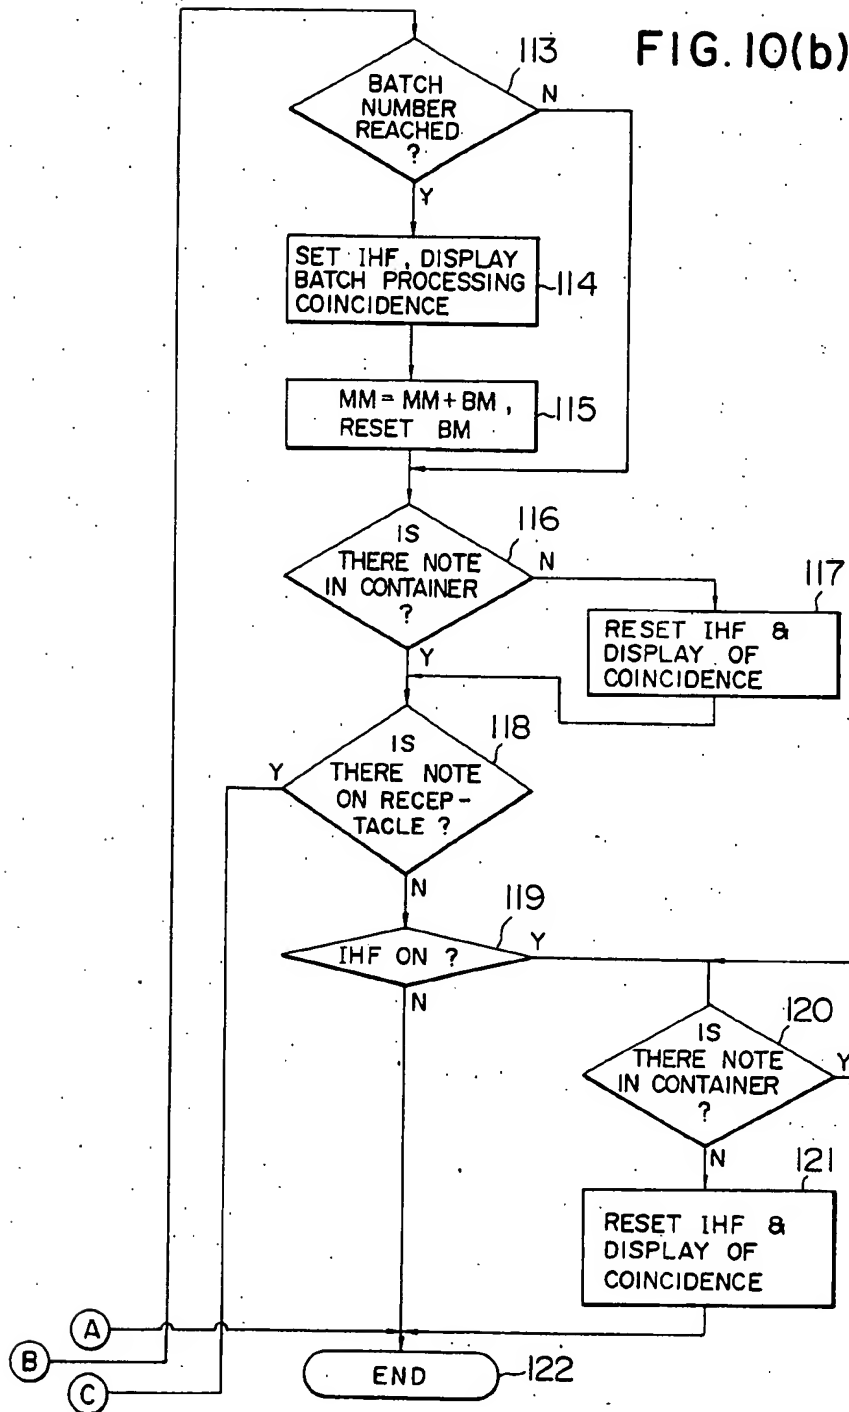 FIG. 10(b)
113
BATCH
NUMBER
REACHED
?
N
Y
SET IHF, DISPLAY
BATCH PROCESSING
COINCIDENCE
114
MM = MM + BM,
RESET BM
115
116
IS
THERE NOTE
IN CONTAINER
?
N
Y
117
RESET IHF &
DISPLAY OF
COINCIDENCE
118
IS
THERE NOTE
ON RECEP-
TACLE ?
Y
N
119
IHF ON ?
Y
N
120
IS
THERE NOTE
IN CONTAINER
?
Y
N
121
RESET IHF &
DISPLAY OF
COINCIDENCE
A
B
C
END
122